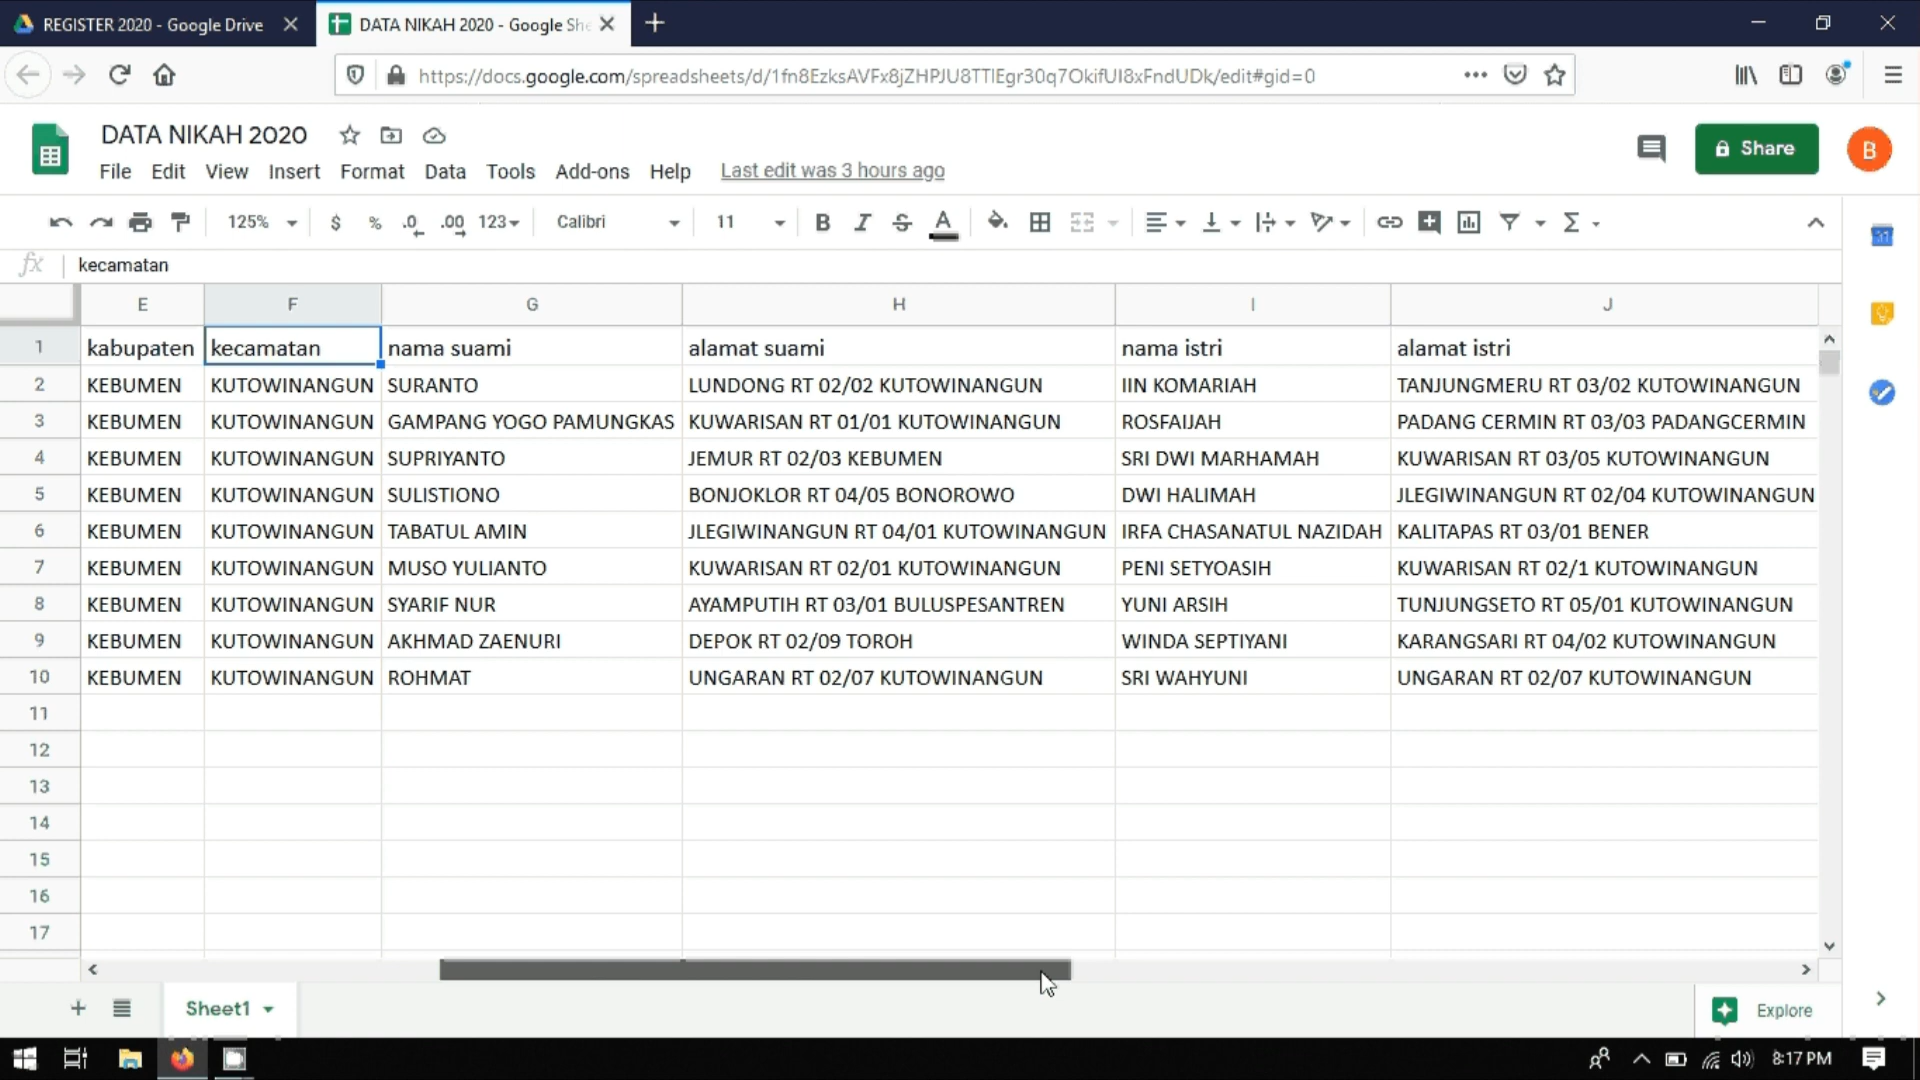 REGISTER 2020 - Google Drive
DATA NIKAH 2020 - Google She
https://docs.google.com/spreadsheets/d/1fn8EzksAVFx8jZHPJU8TTlEgr30q7OkifUI8xFndUDk/edit#gid=0
DATA NIKAH 2020
Share
B
File Edit View Insert Format Data Tools Add-ons Help Last edit was 3 hours ago
125% $ % .0 .00 123 Calibri 11 B I S A
31
fx kecamatan
E F G H I J
1 kabupaten kecamatan nama suami alamat suami nama istri alamat istri
2 KEBUMEN KUTOWINANGUN SURANTO LUNDONG RT 02/02 KUTOWINANGUN IIN KOMARIAH TANJUNGMERU RT 03/02 KUTOWINANGUN
3 KEBUMEN KUTOWINANGUN GAMPANG YOGO PAMUNGKAS KUWARISAN RT 01/01 KUTOWINANGUN ROSFAIJAH PADANG CERMIN RT 03/03 PADANGCERMIN
4 KEBUMEN KUTOWINANGUN SUPRIYANTO JEMUR RT 02/03 KEBUMEN SRI DWI MARHAMAH KUWARISAN RT 03/05 KUTOWINANGUN
5 KEBUMEN KUTOWINANGUN SULISTIONO BONJOKLOR RT 04/05 BONOROWO DWI HALIMAH JLEGIWINANGUN RT 02/04 KUTOWINANGUN
6 KEBUMEN KUTOWINANGUN TABATUL AMIN JLEGIWINANGUN RT 04/01 KUTOWINANGUN IRFA CHASANATUL NAZIDAH KALITAPAS RT 03/01 BENER
7 KEBUMEN KUTOWINANGUN MUSO YULIANTO KUWARISAN RT 02/01 KUTOWINANGUN PENI SETYOASIH KUWARISAN RT 02/1 KUTOWINANGUN
8 KEBUMEN KUTOWINANGUN SYARIF NUR AYAMPUTIH RT 03/01 BULUSPESANTREN YUNI ARSIH TUNJUNGSETO RT 05/01 KUTOWINANGUN
9 KEBUMEN KUTOWINANGUN AKHMAD ZAENURI DEPOK RT 02/09 TOROH WINDA SEPTIYANI KARANGSARI RT 04/02 KUTOWINANGUN
10 KEBUMEN KUTOWINANGUN ROHMAT UNGARAN RT 02/07 KUTOWINANGUN SRI WAHYUNI UNGARAN RT 02/07 KUTOWINANGUN
11
12
13
14
15
16
17
Sheet1
Explore
8:17 PM